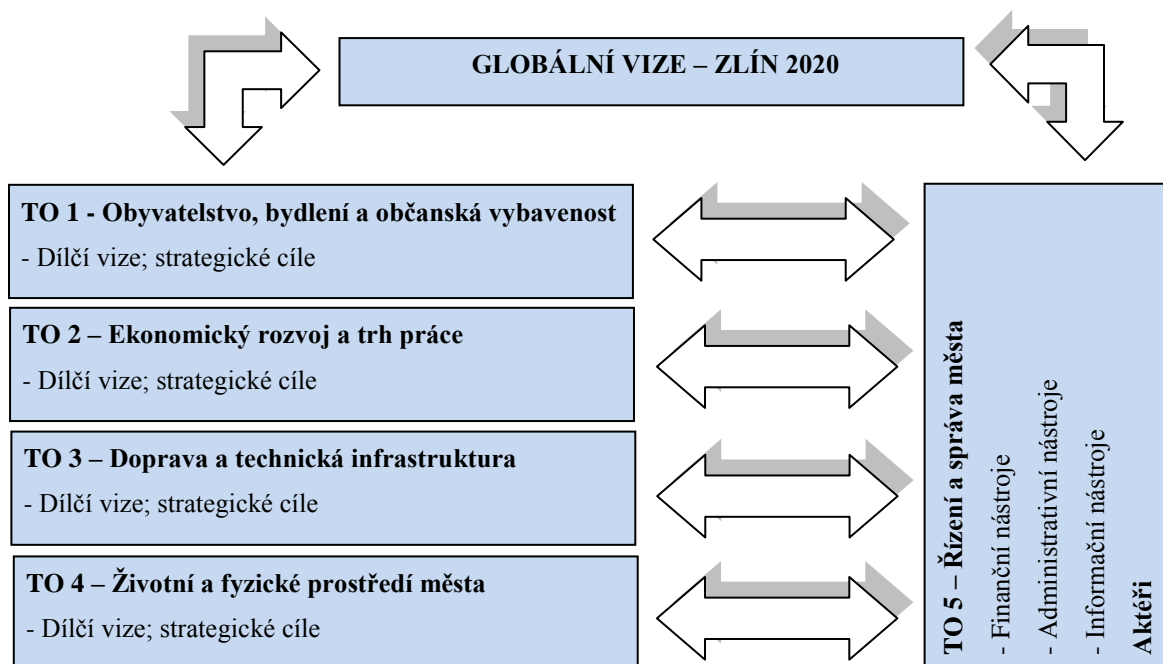 GLOBÁLNÍ VIZE – ZLÍN 2020
TO 1 - Obyvatelstvo, bydlení a občanská vybavenost
- Dílčí vize; strategické cíle
TO 2 – Ekonomický rozvoj a trh práce
- Dílčí vize; strategické cíle
TO 3 – Doprava a technická infrastruktura
- Dílčí vize; strategické cíle
TO 4 – Životní a fyzické prostředí města
- Dílčí vize; strategické cíle
TO 5 – Řízení a správa města
- Finanční nástroje
- Administrativní nástroje
- Informační nástroje
Aktéři